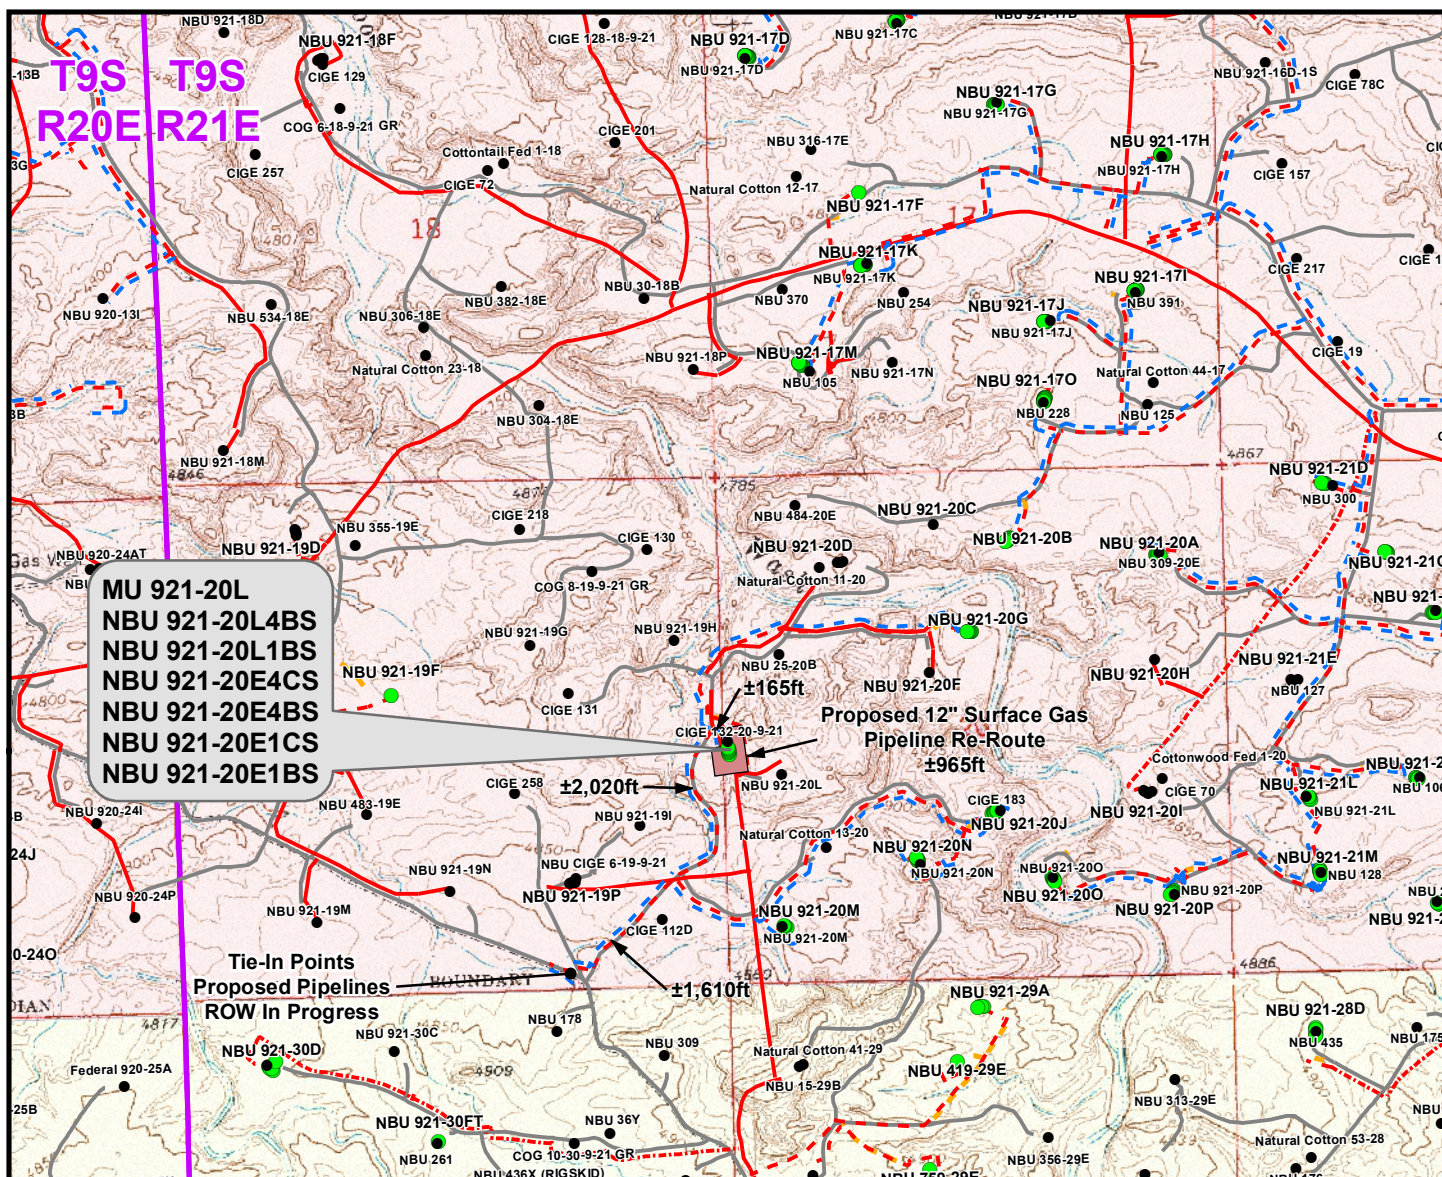 NBU 921-18D
NBU 921-18F
CIGE 129
CIGE 128-18-9-21
NBU 921-17D
NBU 921-17D
NBU 921-17C
NBU 921-16D-1S
CIGE 78C
T9S T9S
R20E R21E
COG 6-18-9-21 GR
CIGE 257
Cottontail Fed 1-18
CIGE 72
CIGE 201
NBU 316-17E
NBU 921-17G
NBU 921-17G
NBU 921-17H
NBU 921-17H
CIGE 157
Natural Cotton 12-17
NBU 921-17F
18
17
4801
NBU 921-17K
NBU 921-17K
NBU 382-18E
NBU 30-18B
NBU 370
NBU 254
NBU 921-17I
NBU 391
CIGE 217
NBU 920-13I
NBU 534-18E
NBU 306-18E
NBU 921-17J
NBU 921-17J
CIGE 19
Natural Cotton 23-18
NBU 921-18P
NBU 921-17M
NBU 105
NBU 921-17N
NBU 921-17O
NBU 228
Natural Cotton 44-17
NBU 125
NBU 304-18E
NBU 921-18M
4846
4867
NBU 921-21D
NBU 300
4785
CIGE 218
NBU 484-20E
NBU 921-20C
NBU 921-20B
NBU 920-24AT
NBU 921-19D
NBU 355-19E
CIGE 130
NBU 921-20D
Natural Cotton 11-20
NBU 921-20A
NBU 309-20E
COG 8-19-9-21 GR
MU 921-20L
NBU 921-20L4BS
NBU 921-20L1BS
NBU 921-20E4CS
NBU 921-20E4BS
NBU 921-20E1CS
NBU 921-20E1BS
NBU 921-19G
NBU 921-19H
NBU 921-20G
NBU 921-19F
NBU 25-20B
NBU 921-20F
NBU 921-20H
NBU 921-21E
NBU 127
4800
±165ft
CIGE 131
CIGE 132-20-9-21
Proposed 12" Surface Gas
Pipeline Re-Route
±965ft
CIGE 258
±2,020ft
NBU 921-20L
Cottonwood Fed 1-20
CIGE 70
NBU 921-20I
NBU 921-21L
NBU 921-21L
NBU 920-24I
NBU 483-19E
NBU 921-19I
Natural Cotton 13-20
CIGE 183
NBU 921-20J
NBU 921-19N
CIGE 6-19-9-21
NBU 921-19P
NBU 921-20N
NBU 921-20N
NBU 921-20O
NBU 921-20O
NBU 921-20P
NBU 921-20P
NBU 921-21M
NBU 128
NBU 920-24P
NBU 921-19M
CIGE 112D
NBU 921-20M
NBU 921-20M
Tie-In Points
Proposed Pipelines
ROW In Progress
BOUNDARY
±1,610ft
4886
4817
NBU 921-29A
NBU 921-28D
NBU 435
NBU 175
NBU 178
NBU 921-30C
NBU 309
Natural Cotton 41-29
NBU 15-29B
NBU 419-29E
NBU 921-30D
Federal 920-25A
4909
NBU 313-29E
NBU 921-30FT
NBU 261
NBU 36Y
COG 10-30-9-21 GR
NBU 436X (RIGSKID)
NBU 356-29E
Natural Cotton 53-28